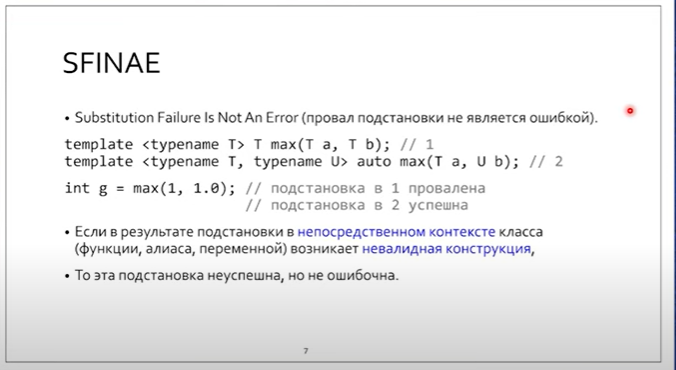 SFINAE
• Substitution Failure Is Not An Error (провал подстановки не является ошибкой).
template <typename T> T max(T a, T b); // 1
template <typename T, typename U> auto max(T a, U b); // 2
int g = max(1, 1.0); // подстановка в 1 провалена
// подстановка в 2 успешна
• Если в результате подстановки в непосредственном контексте класса
(функции, алиаса, переменной) возникает невалидная конструкция,
• То эта подстановка неуспешна, но не ошибочна.
7